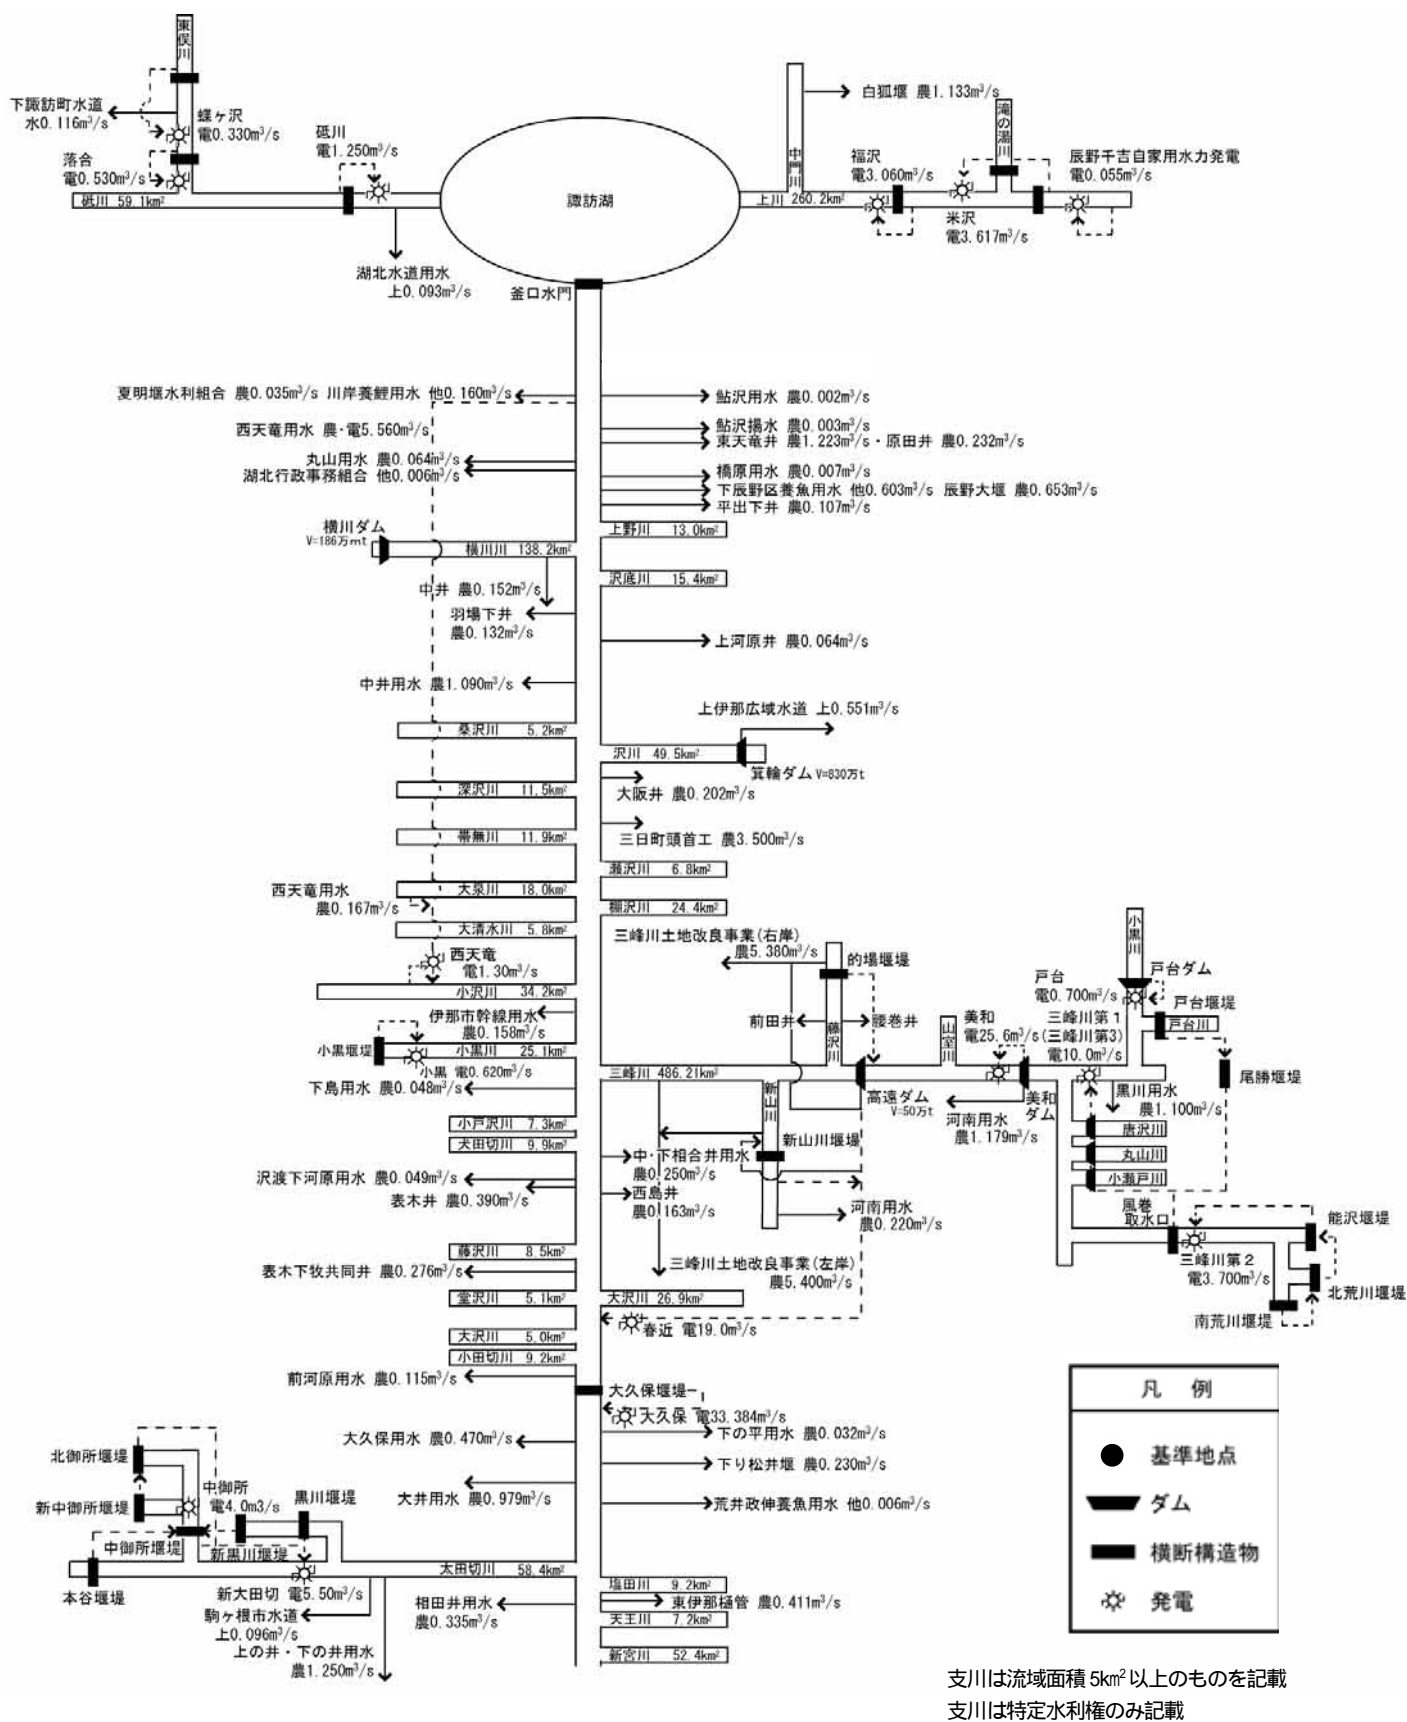 東俣川
下諏訪町水道
水0.116m³/s
蝶ヶ沢
電0.330m³/s
落合
電0.530m³/s
砥川
電1.250m³/s
砥川 59.1km²
湖北水道用水
上0.093m³/s
諏訪湖
釜口水門
中門川
白狐堰 農1.133m³/s
滝の湯川
福沢
電3.060m³/s
辰野千吉自家用水力発電
電0.055m³/s
上川 260.2km²
米沢
電3.617m³/s
夏明堰水利組合 農0.035m³/s 川岸養鯉用水 他0.160m³/s
鮎沢用水 農0.002m³/s
西天竜用水 農・電5.560m³/s
鮎沢揚水 農0.003m³/s
東天竜井 農1.223m³/s・原田井 農0.232m³/s
丸山用水 農0.064m³/s
湖北行政事務組合 他0.006m³/s
橋原用水 農0.007m³/s
下辰野区養魚用水 他0.603m³/s 辰野大堰 農0.653m³/s
平出下井 農0.107m³/s
横川ダム
V=186万mt
横川川 138.2km²
上野川 13.0km²
沢底川 15.4km²
中井 農0.152m³/s
羽場下井
農0.132m³/s
上河原井 農0.064m³/s
中井用水 農1.090m³/s
上伊那広域水道 上0.551m³/s
桑沢川 5.2km²
沢川 49.5km²
箕輪ダム V=830万t
深沢川 11.5km²
大阪井 農0.202m³/s
帯無川 11.9km²
三日町頭首工 農3.500m³/s
瀬沢川 6.8km²
西天竜用水
農0.167m³/s
大泉川 18.0km²
棚沢川 24.4km²
大清水川 5.8km²
西天竜
電1.30m³/s
小沢川 34.2km²
三峰川土地改良事業(右岸)
農5.380m³/s
的場堰堤
前田井
腰巻井
藤沢川
山室川
美和
電25.6m³/s
小黒川
戸台
電0.700m³/s
戸台ダム
戸台堰堤
戸台川
三峰川第1
(三峰川第3)
電10.0m³/s
尾勝堰堤
伊那市幹線用水
農0.158m³/s
小黒堰堤
小黒川 25.1km²
小黒 電0.620m³/s
下島用水 農0.048m³/s
三峰川 486.21km²
新山川
高遠ダム
V=50万t
河南用水
農1.179m³/s
美和ダム
黒川用水
農1.100m³/s
唐沢川
丸山川
小瀬戸川
小戸沢川 7.3km²
犬田切川 9.9km²
新山川堰堤
中・下相合井用水
農0.250m³/s
沢渡下河原用水 農0.049m³/s
表木井 農0.390m³/s
西島井
農0.163m³/s
河南用水
農0.220m³/s
風巻取水口
能沢堰堤
三峰川第2
電3.700m³/s
北荒川堰堤
南荒川堰堤
藤沢川 8.5km²
表木下牧共同井 農0.276m³/s
三峰川土地改良事業(左岸)
農5.400m³/s
堂沢川 5.1km²
大沢川 26.9km²
春近 電19.0m³/s
大沢川 5.0km²
小田切川 9.2km²
前河原用水 農0.115m³/s
大久保堰堤
大久保 電33.384m³/s
下の平用水 農0.032m³/s
大久保用水 農0.470m³/s
下り松井堰 農0.230m³/s
大井用水 農0.979m³/s
荒井政伸養魚用水 他0.006m³/s
北御所堰堤
新中御所堰堤
中御所
電4.0m3/s
黒川堰堤
中御所堰堤
新黒川堰堤
本谷堰堤
太田切川 58.4km²
新大田切 電5.50m³/s
駒ヶ根市水道
上0.096m³/s
上の井・下の井用水
農1.250m³/s
相田井用水
農0.335m³/s
塩田川 9.2km²
東伊那樋管 農0.411m³/s
天王川 7.2km²
新宮川 52.4km²
凡 例
基準地点
ダム
横断構造物
発電
支川は流域面積5km²以上のものを記載
支川は特定水利権のみ記載